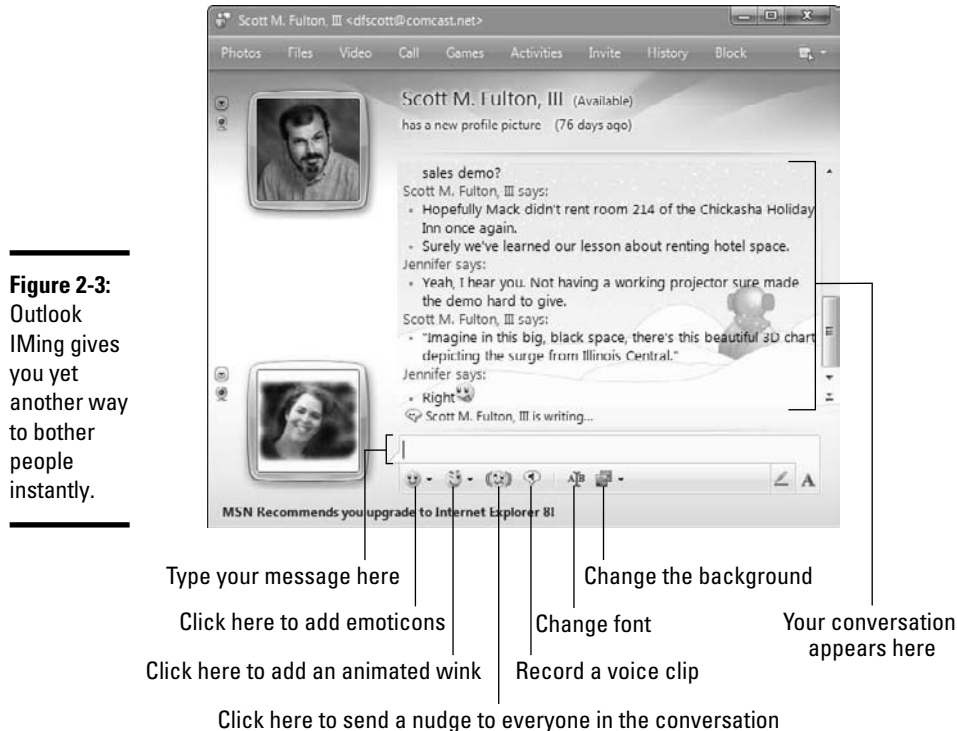 Scott M. Fulton, III <dfscott@comcast.net>
Photos Files Video Call Games Activities Invite History Block
Scott M. Fulton, III (Available)
has a new profile picture (76 days ago)
sales demo?
Scott M. Fulton, III says:
Hopefully Mack didn't rent room 214 of the Chickasha Holiday
Inn once again.
Surely we've learned our lesson about renting hotel space.
Jennifer says:
Yeah, I hear you. Not having a working projector sure made
the demo hard to give.
Scott M. Fulton, III says:
"Imagine in this big, black space, there's this beautiful 3D chart
depicting the surge from Illinois Central."
Jennifer says:
Right
Scott M. Fulton, III is writing...
A
MSN Recommends you upgrade to Internet Explorer 8!
Figure 2-3:
Outlook
IMing gives
you yet
another way
to bother
people
instantly.
Type your message here
Change the background
Click here to add emoticons
Change font
Your conversation
appears here
Click here to add an animated wink
Record a voice clip
Click here to send a nudge to everyone in the conversation